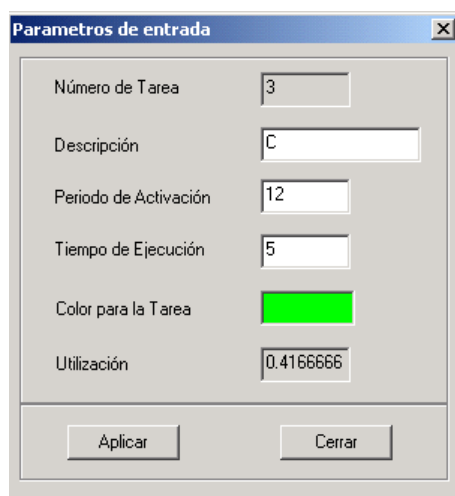 Parametros de entrada
Número de Tarea 3
Descripción C
Periodo de Activación 12
Tiempo de Ejecución 5
Color para la Tarea
Utilización 0.4166666
Aplicar Cerrar